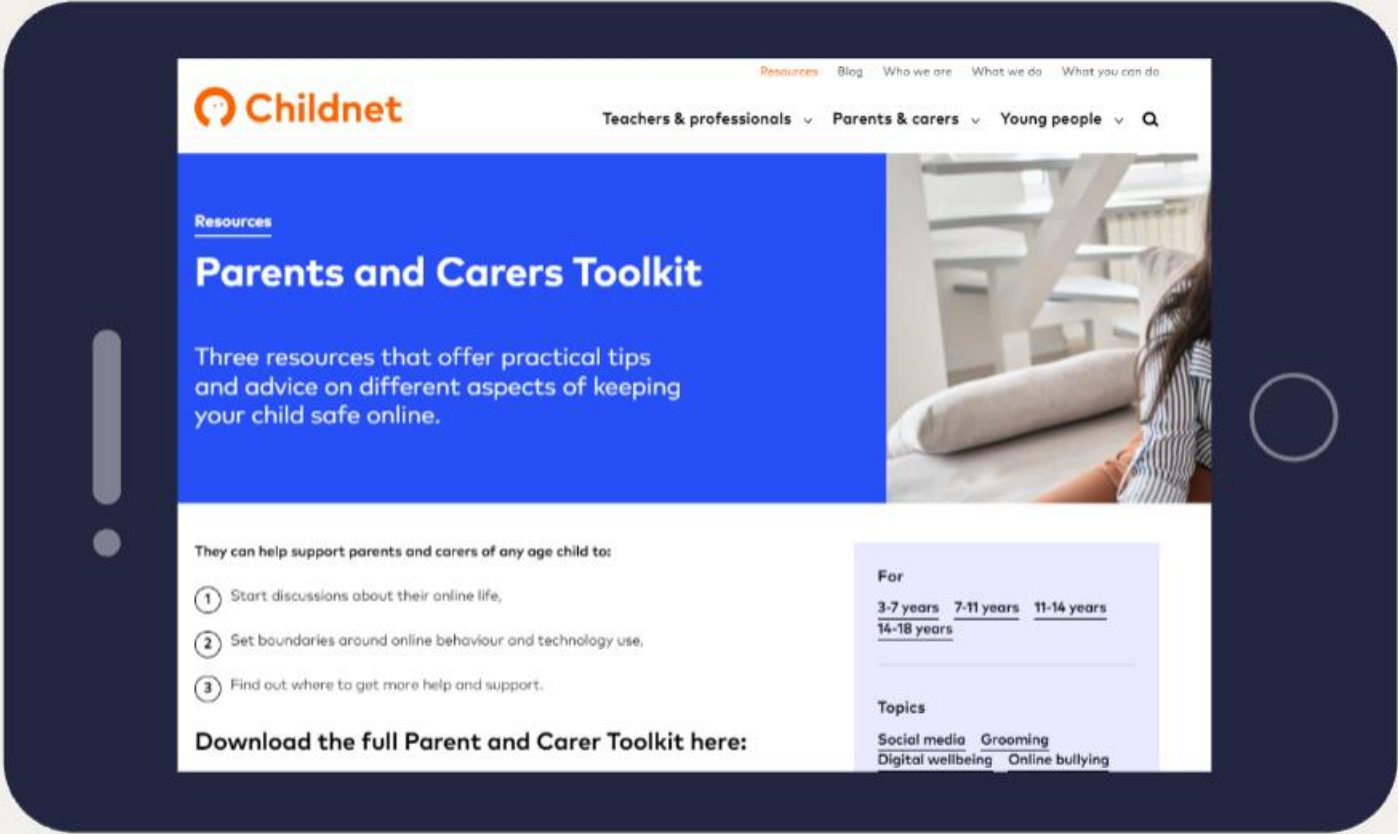 Resources Blog Who we are What we do What you can do
Childnet
Teachers & professionals Parents & carers Young people
Resources
Parents and Carers Toolkit
Three resources that offer practical tips
and advice on different aspects of keeping
your child safe online.
They can help support parents and carers of any age child to:
1 Start discussions about their online life,
2 Set boundaries around online behaviour and technology use,
3 Find out where to get more help and support.
Download the full Parent and Carer Toolkit here:
For
3-7 years 7-11 years 11-14 years
14-18 years
Topics
Social media Grooming
Digital wellbeing Online bullying